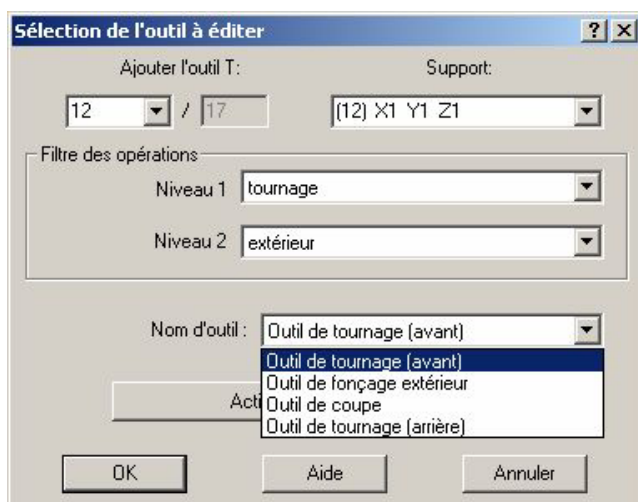 Sélection de l'outil à éditer
Ajouter l'outil T: Support:
12 / 17 (12) X1 Y1 Z1
Filtre des opérations
Niveau 1 tournage
Niveau 2 extérieur
Nom d'outil : Outil de tournage (avant)
Outil de tournage (avant)
Outil de fonçage extérieur
Acti Outil de coupe
Outil de tournage (arrière)
OK Aide Annuler